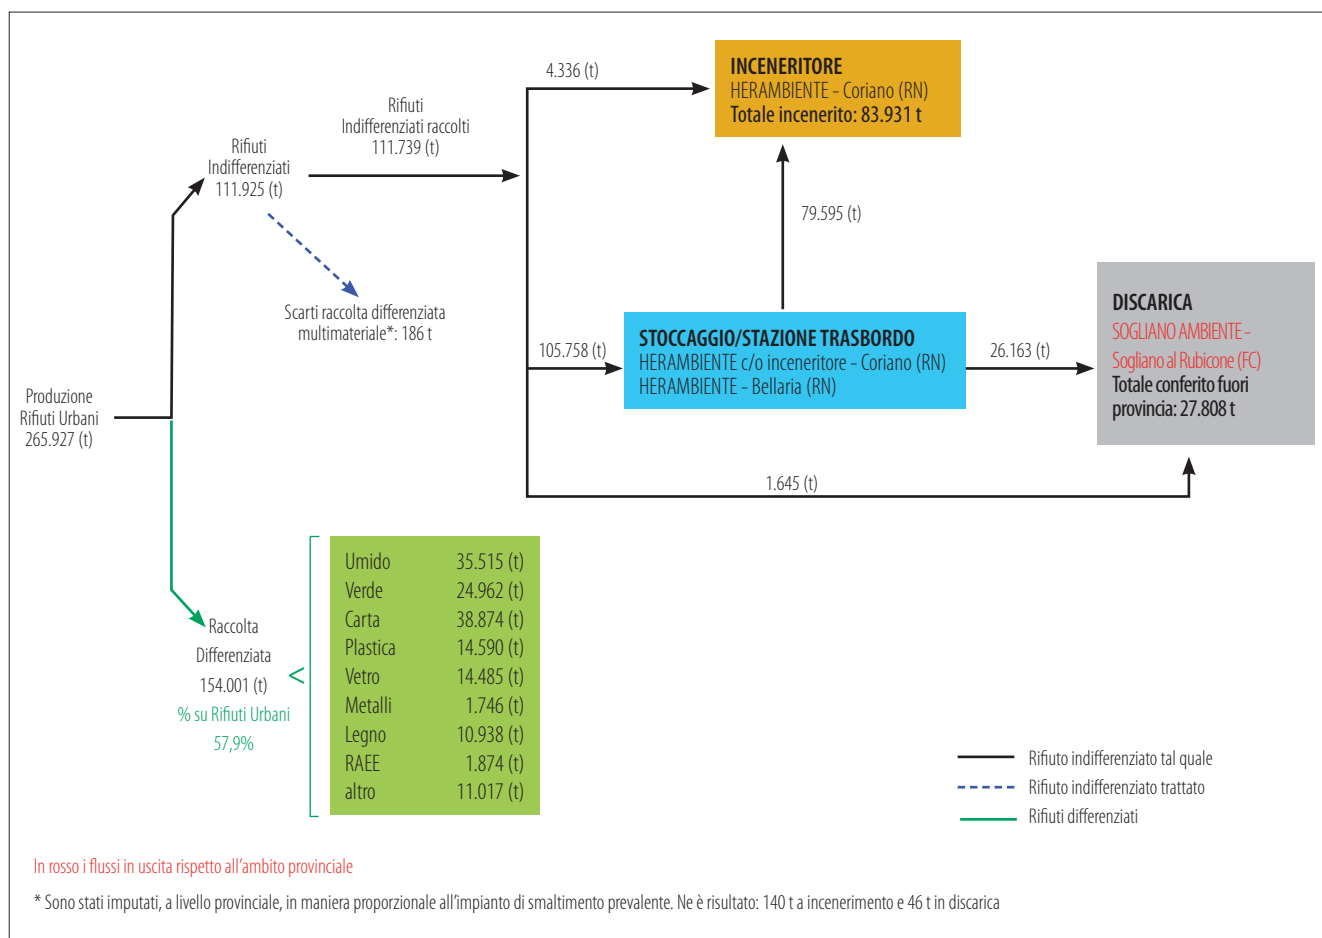 4.336 (t)
INCENERITORE
HERAMBIENTE - Coriano (RN)
Totale incenerito: 83.931 t
Rifiuti
Indifferenziati raccolti
111.739 (t)
Rifiuti
Indifferenziati
111.925 (t)
79.595 (t)
Scarti raccolta differenziata
multimateriale*: 186 t
105.758 (t)
STOCCAGGIO/STAZIONE TRASBORDO
HERAMBIENTE c/o inceneritore - Coriano (RN)
HERAMBIENTE - Bellaria (RN)
26.163 (t)
DISCARICA
SOGLIANO AMBIENTE -
Sogliano al Rubicone (FC)
Totale conferito fuori
provincia: 27.808 t
Produzione
Rifiuti Urbani
265.927 (t)
1.645 (t)
Raccolta
Differenziata
154.001 (t)
% su Rifiuti Urbani
57,9%
<
Umido 35.515 (t)
Verde 24.962 (t)
Carta 38.874 (t)
Plastica 14.590 (t)
Vetro 14.485 (t)
Metalli 1.746 (t)
Legno 10.938 (t)
RAEE 1.874 (t)
altro 11.017 (t)
Rifiuto indifferenziato tal quale
Rifiuto indifferenziato trattato
Rifiuti differenziati
In rosso i flussi in uscita rispetto all'ambito provinciale
* Sono stati imputati, a livello provinciale, in maniera proporzionale all'impianto di smaltimento prevalente. Ne è risultato: 140 t a incenerimento e 46 t in discarica